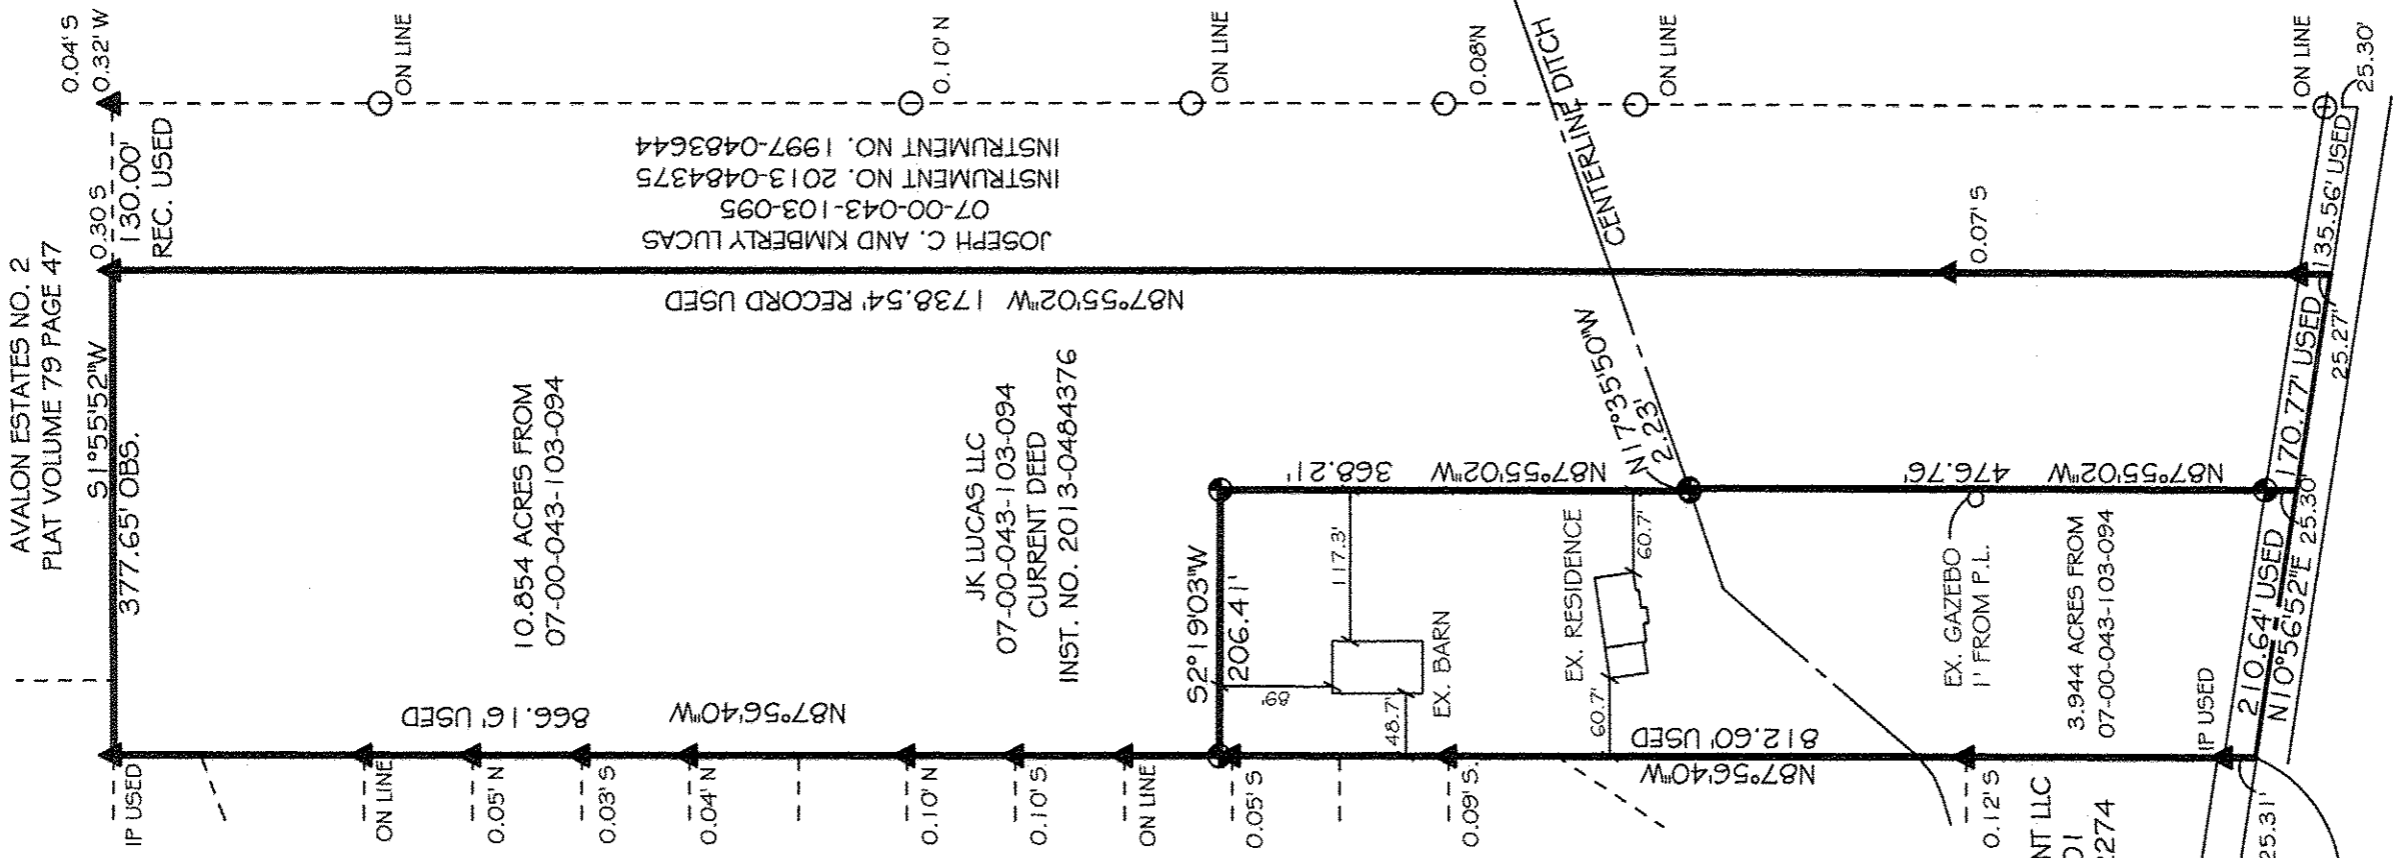 AVALON ESTATES NO. 2
PLAT VOLUME 79 PAGE 47
0.04' S
0.32' W
0.30 S
130.00'
REC. USED
S1°55'52"W
377.65' OBS.
IP USED
ON LINE
0.10' N
ON LINE
0.08'N
ON LINE
ON LINE
25.30'
JOSEPH C. AND KIMBERLY LUCAS
07-00-043-103-095
INSTRUMENT NO. 2013-0484375
INSTRUMENT NO. 1997-0483644
N87°55'02"W 1738.54' RECORD USED
10.854 ACRES FROM
07-00-043-103-094
JK LUCAS LLC
07-00-043-103-094
CURRENT DEED
INST. NO. 2013-0484376
N87°56'40"W 866.16' USED
ON LINE
0.05' N
0.03' S
0.04' N
0.10' N
0.10' S
ON LINE
0.05' S
0.09' S.
0.12' S
S2°19'03"W
206.41'
89'
117.3'
48.7'
EX. BARN
N87°55'02"W 368.21'
EX. RESIDENCE
60.7'
60.7'
N17°35'50"W
2.23'
CENTERLINE DITCH
N87°55'02"W 476.76'
0.07' S
EX. GAZEBO
1' FROM P.L.
3.944 ACRES FROM
07-00-043-103-094
812.60' USED
N87°56'40"W
IP USED
210.64' USED
N10°56'52"E
25.30'
170.77' USED
25.27'
135.56' USED
25.31'
NT LLC
01
2274